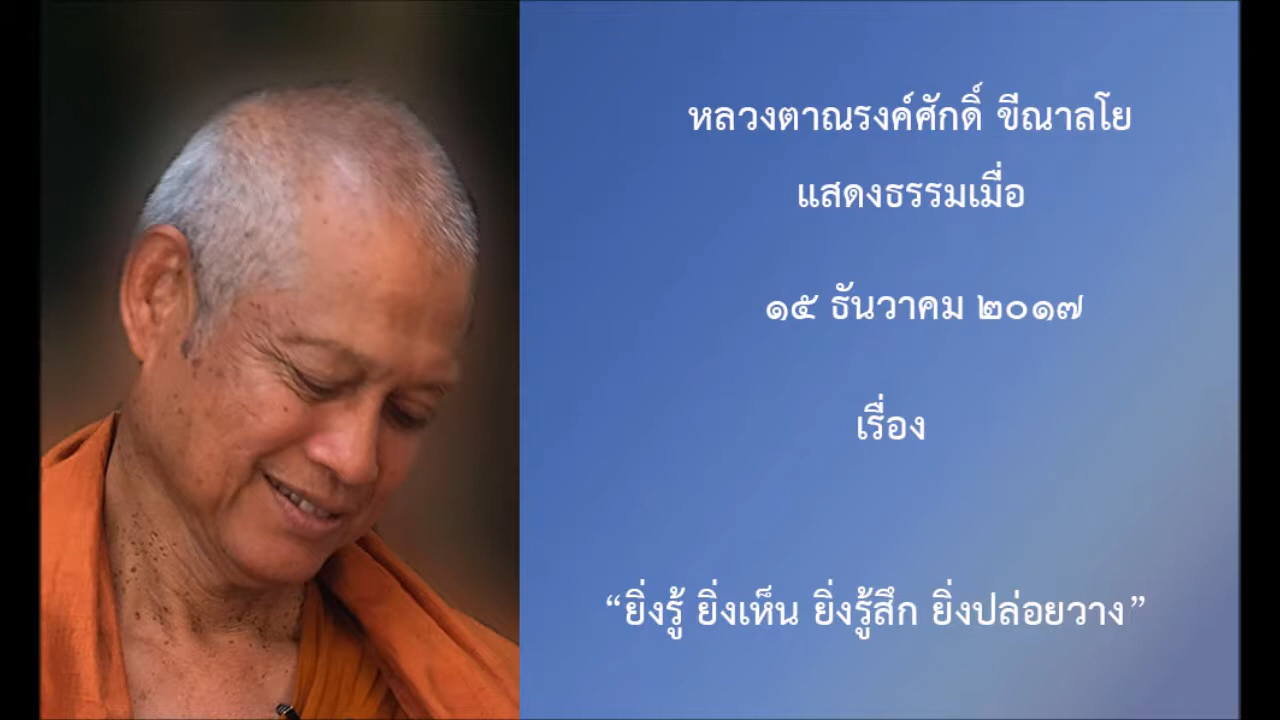 หลวงตาณรงค์ศักดิ์ ขีณาลโย
แสดงธรรมเมื่อ
๑๕ ธันวาคม ๒๐๑๗
เรื่อง
“ยิ่งรู้ ยิ่งเห็น ยิ่งรู้สึก ยิ่งปล่อยวาง”